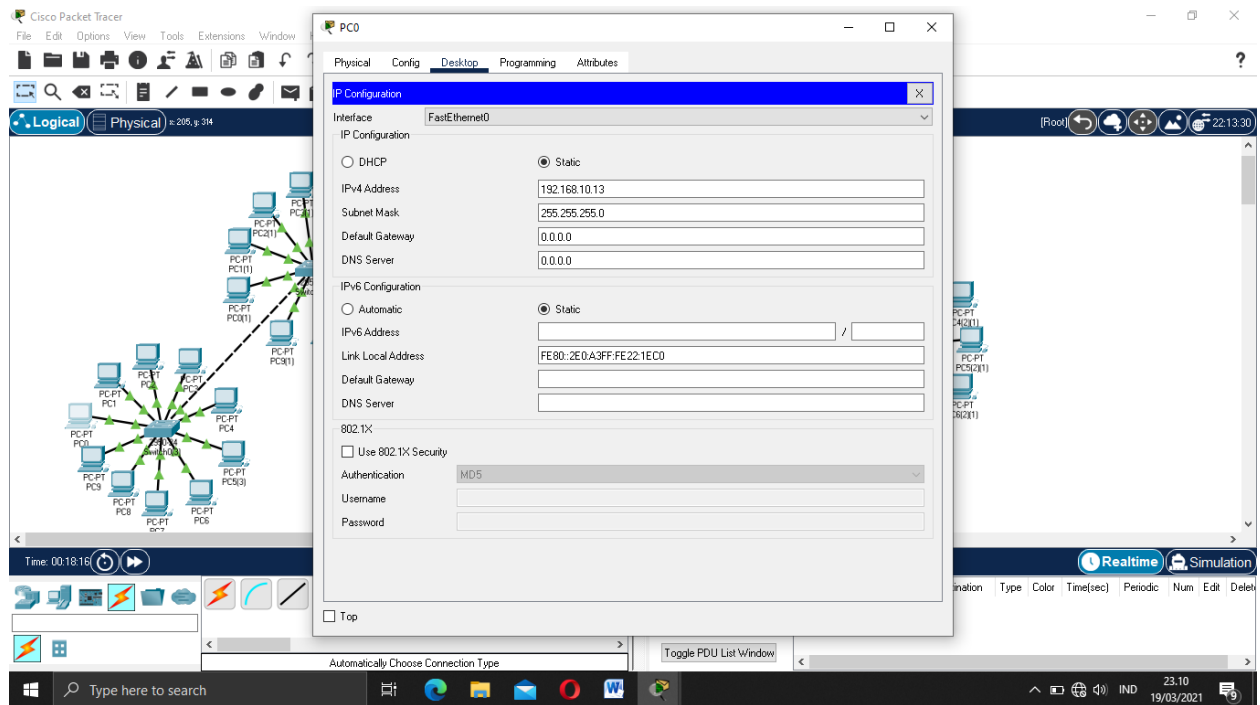 Cisco Packet Tracer
File Edit Options View Tools Extensions Window
?
Logical Physical x: 205, y: 314
[Root] 22:13:30
PC0
Physical Config Desktop Programming Attributes
IP Configuration X
Interface FastEthernet0
IP Configuration
DHCP Static
IPv4 Address 192.168.10.13
Subnet Mask 255.255.255.0
Default Gateway 0.0.0.0
DNS Server 0.0.0.0
IPv6 Configuration
Automatic Static
IPv6 Address /
Link Local Address FE80::2E0:A3FF:FE22:1EC0
Default Gateway
DNS Server
802.1X
Use 802.1X Security
Authentication MD5
Username
Password
Top
PC-PT
PC2(1)
PC-PT
PC1(1)
PC-PT
PC0(1)
PC-PT
PC9(1)
PC-PT
PC-PT
PC-PT
PC1
PC-PT
PC4
PC-PT
PC0
PC-PT
PC9
PC-PT
PC5(3)
PC-PT
PC8
PC-PT
PC6
PC-PT
PC-PT
PC5(2)(1)
Time: 00:18:16
Realtime Simulation
Type Color Time(sec) Periodic Num Edit
Automatically Choose Connection Type
Toggle PDU List Window
Type here to search
W
IND
23.10
19/03/2021
9